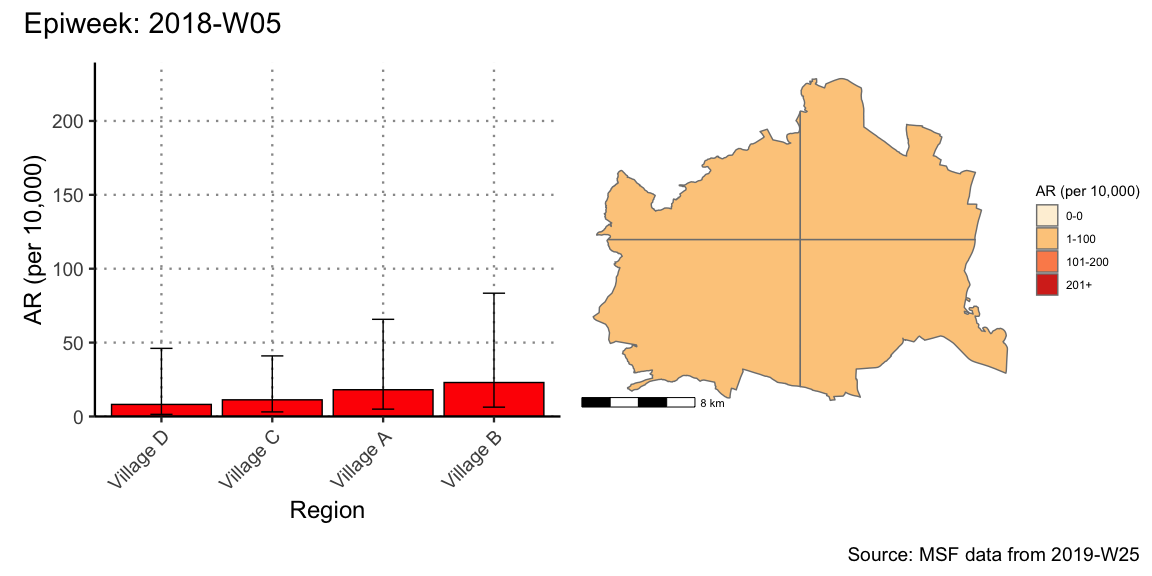 Epiweek: 2018-W05
AR (per 10,000)
200
150
100
50
0
Village D
Village C
Village A
Village B
Region
8 km
AR (per 10,000)
0-0
1-100
101-200
201+
Source: MSF data from 2019-W25